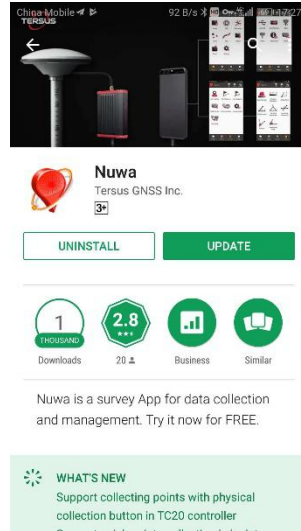 China Mobile 92 B/s HD 17:27
TERSUS
Nuwa
Tersus GNSS Inc.
3+
UNINSTALL UPDATE
1
THOUSAND
2.8
Downloads 20 Business Similar
Nuwa is a survey App for data collection
and management. Try it now for FREE.
WHAT'S NEW
Support collecting points with physical
collection button in TC20 controller